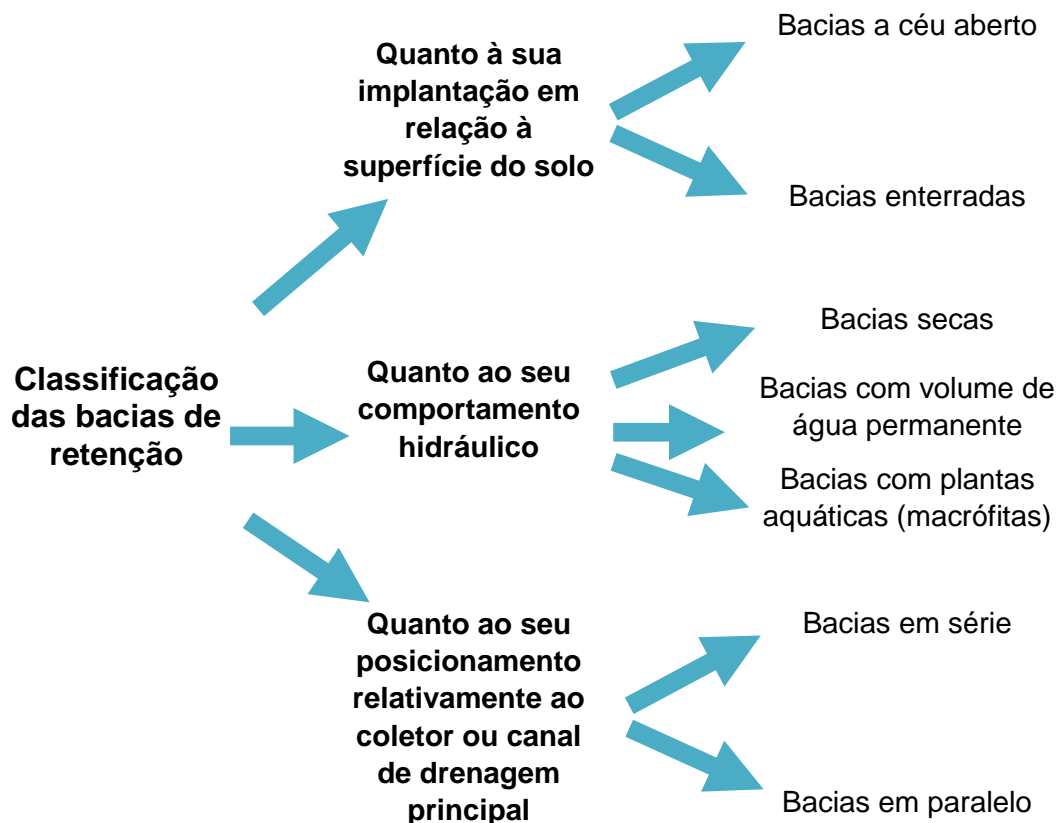 Classificação
das bacias de
retenção
Quanto à sua
implantação em
relação à
superfície do solo
Bacias a céu aberto
Bacias enterradas
Quanto ao seu
comportamento
hidráulico
Bacias secas
Bacias com volume de
água permanente
Bacias com plantas
aquáticas (macrófitas)
Quanto ao seu
posicionamento
relativamente ao
coletor ou canal
de drenagem
principal
Bacias em série
Bacias em paralelo